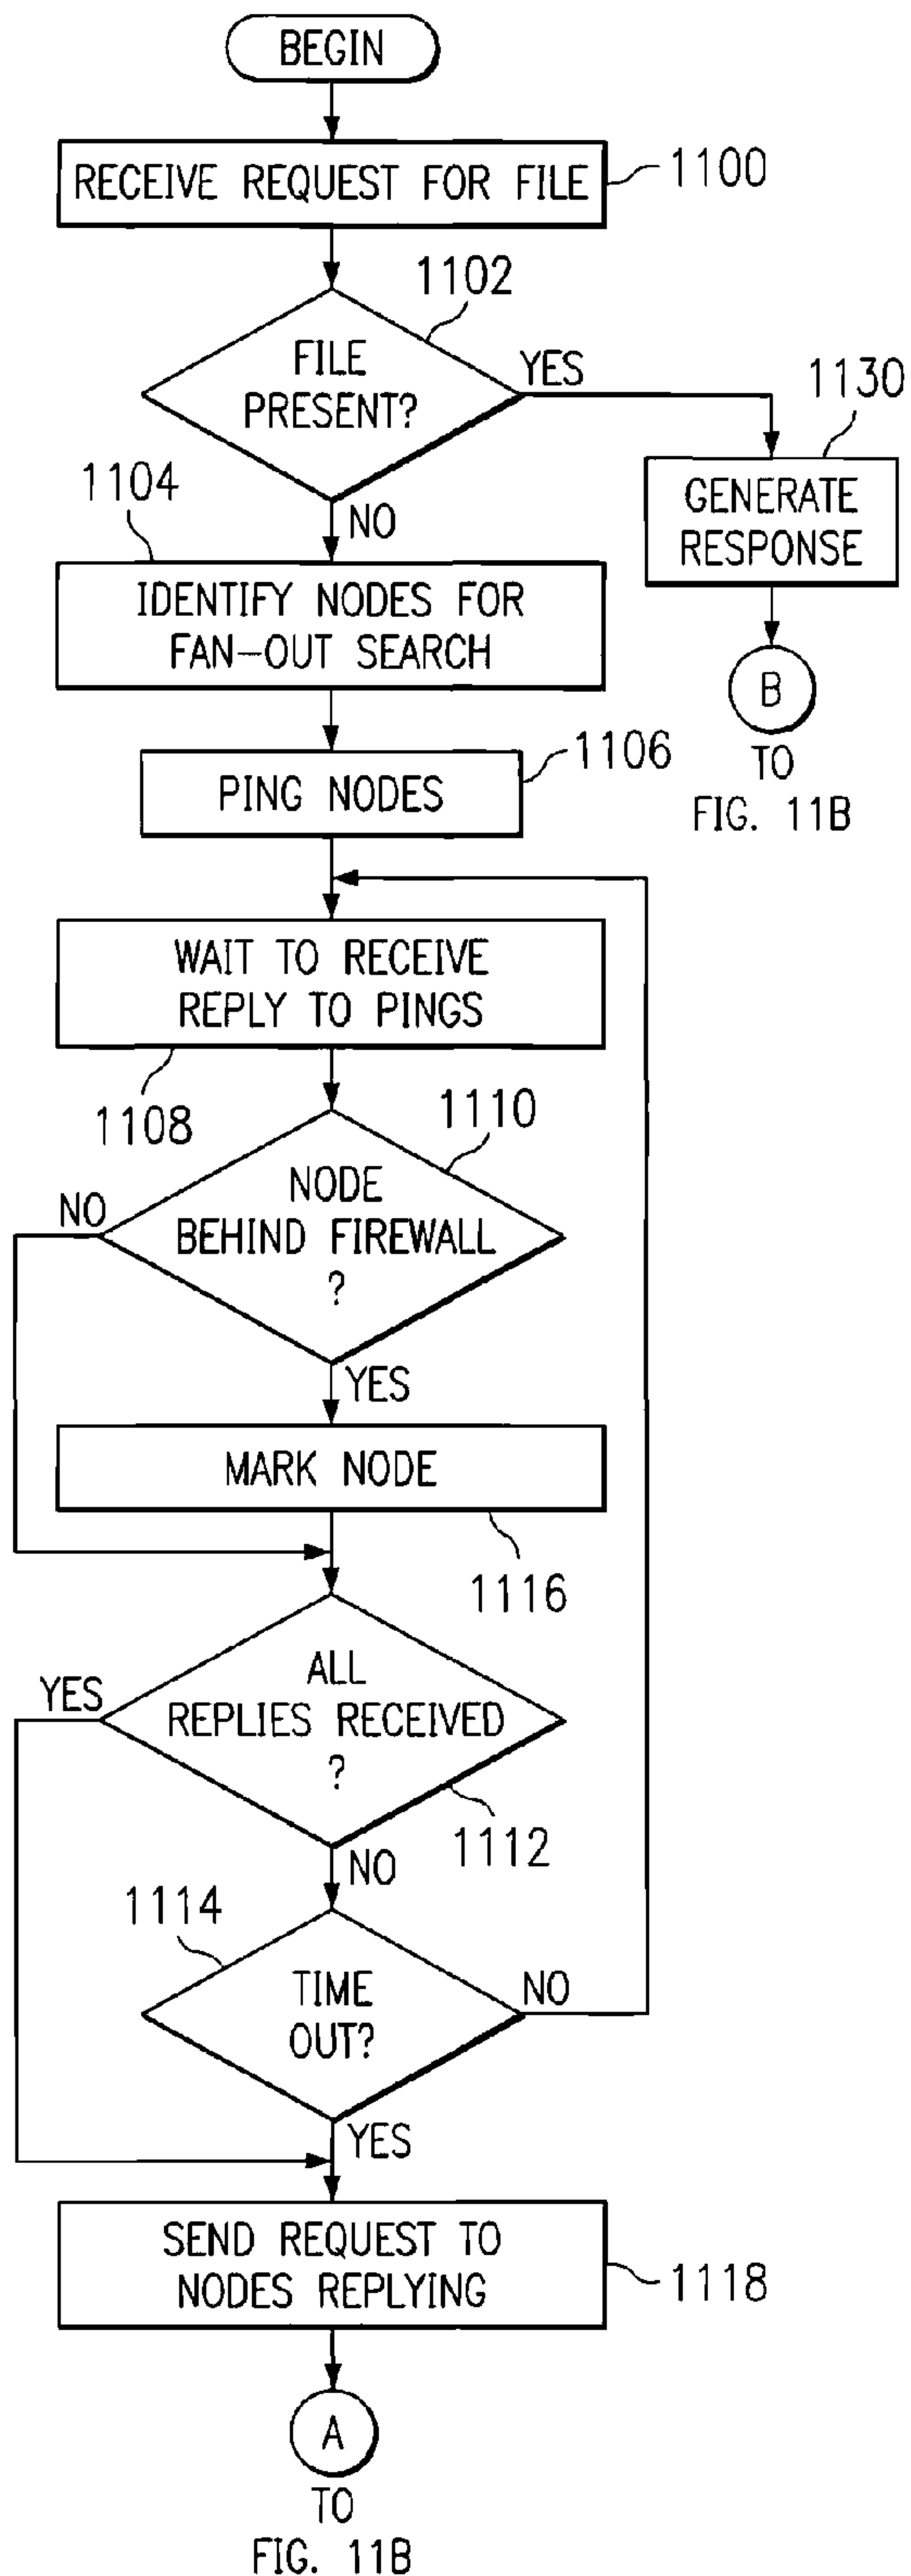 BEGIN
RECEIVE REQUEST FOR FILE
1100
1102
FILE
PRESENT?
YES
1130
GENERATE
RESPONSE
B
TO
FIG. 11B
NO
1104
IDENTIFY NODES FOR
FAN-OUT SEARCH
1106
PING NODES
WAIT TO RECEIVE
REPLY TO PINGS
1108
1110
NODE
BEHIND FIREWALL
?
NO
YES
MARK NODE
1116
ALL
REPLIES RECEIVED
?
YES
1112
NO
1114
TIME
OUT?
NO
YES
SEND REQUEST TO
NODES REPLYING
1118
A
TO
FIG. 11B